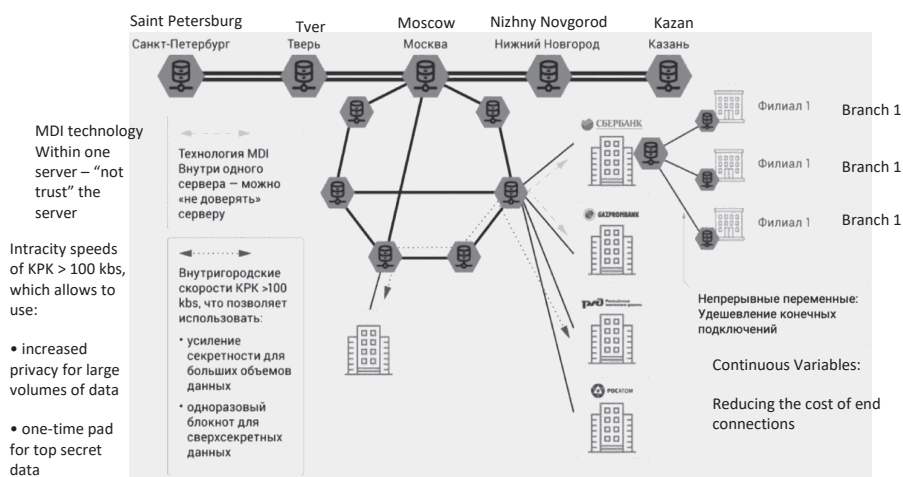 Saint Petersburg
Tver
Moscow
Nizhny Novgorod
Kazan
Санкт-Петербург
Тверь
Москва
Нижний Новгород
Казань
MDI technology
Within one
server – “not
trust” the
server
Intracity speeds
of KPK > 100 kbs,
which allows to
use:
• increased
privacy for large
volumes of data
• one-time pad
for top secret
data
Технология MDI
Внутри одного
сервера — можно
«не доверять»
серверу
Внутригородские
скорости КРК >100
kbs, что позволяет
использовать:
• усиление
секретности для
больших объемов
данных
• одноразовый
блокнот для
сверхсекретных
данных
СБЕРБАНК
GAZPROMBANK
РЖД
РОСАТОМ
Филиал 1
Branch 1
Филиал 1
Branch 1
Филиал 1
Branch 1
Непрерывные переменные:
Удешевление конечных
подключений
Continuous Variables:
Reducing the cost of end
connections